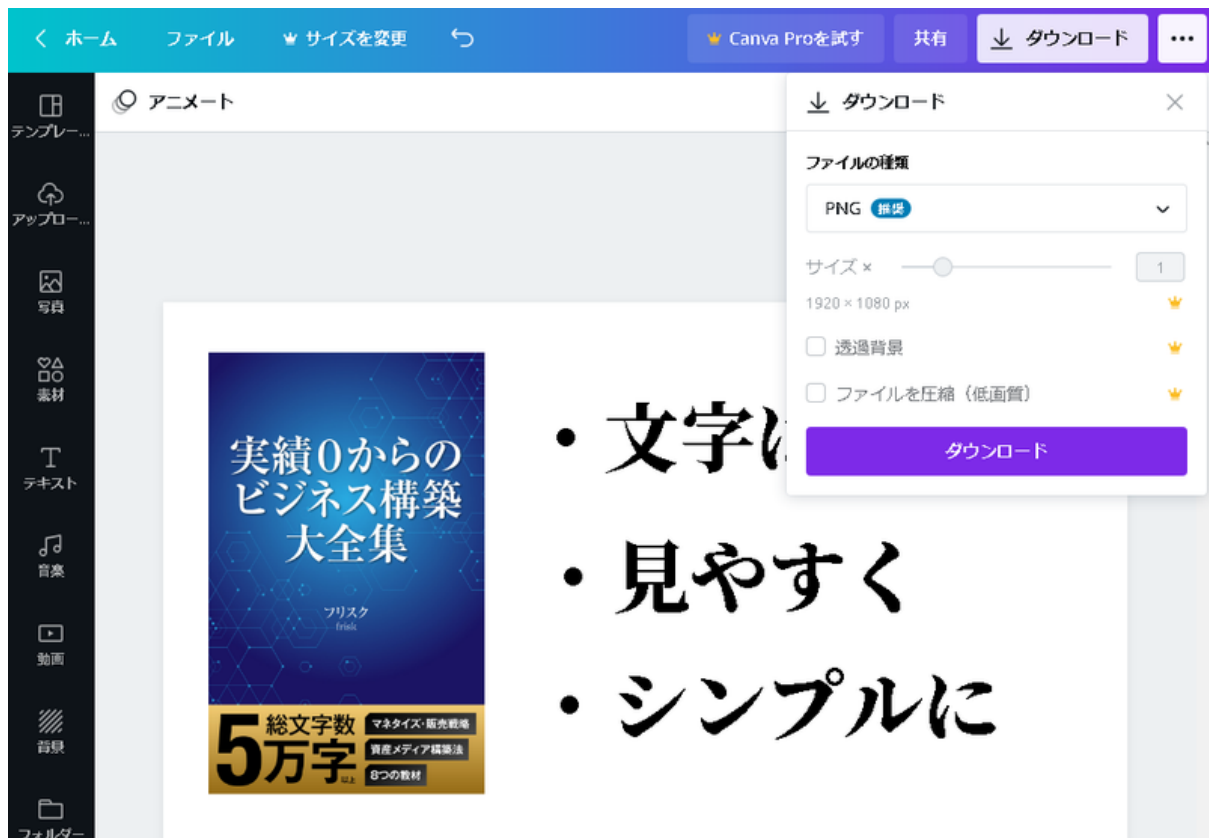 ホーム
ファイル
サイズを変更
Canva Proを試す
共有
ダウンロード
アニメート
テンプレー...
アップロー...
写真
素材
テキスト
音楽
動画
背景
フォルダー
ダウンロード
ファイルの種類
PNG 推奨
サイズ ×
1
1920 × 1080 px
透過背景
ファイルを圧縮（低画質）
ダウンロード
実績0からの
ビジネス構築
大全集
フリスク
frisk
5万字以上
総文字数
マネタイズ・販売戦略
資産メディア構築法
8つの教材
・文字は
・見やすく
・シンプルに